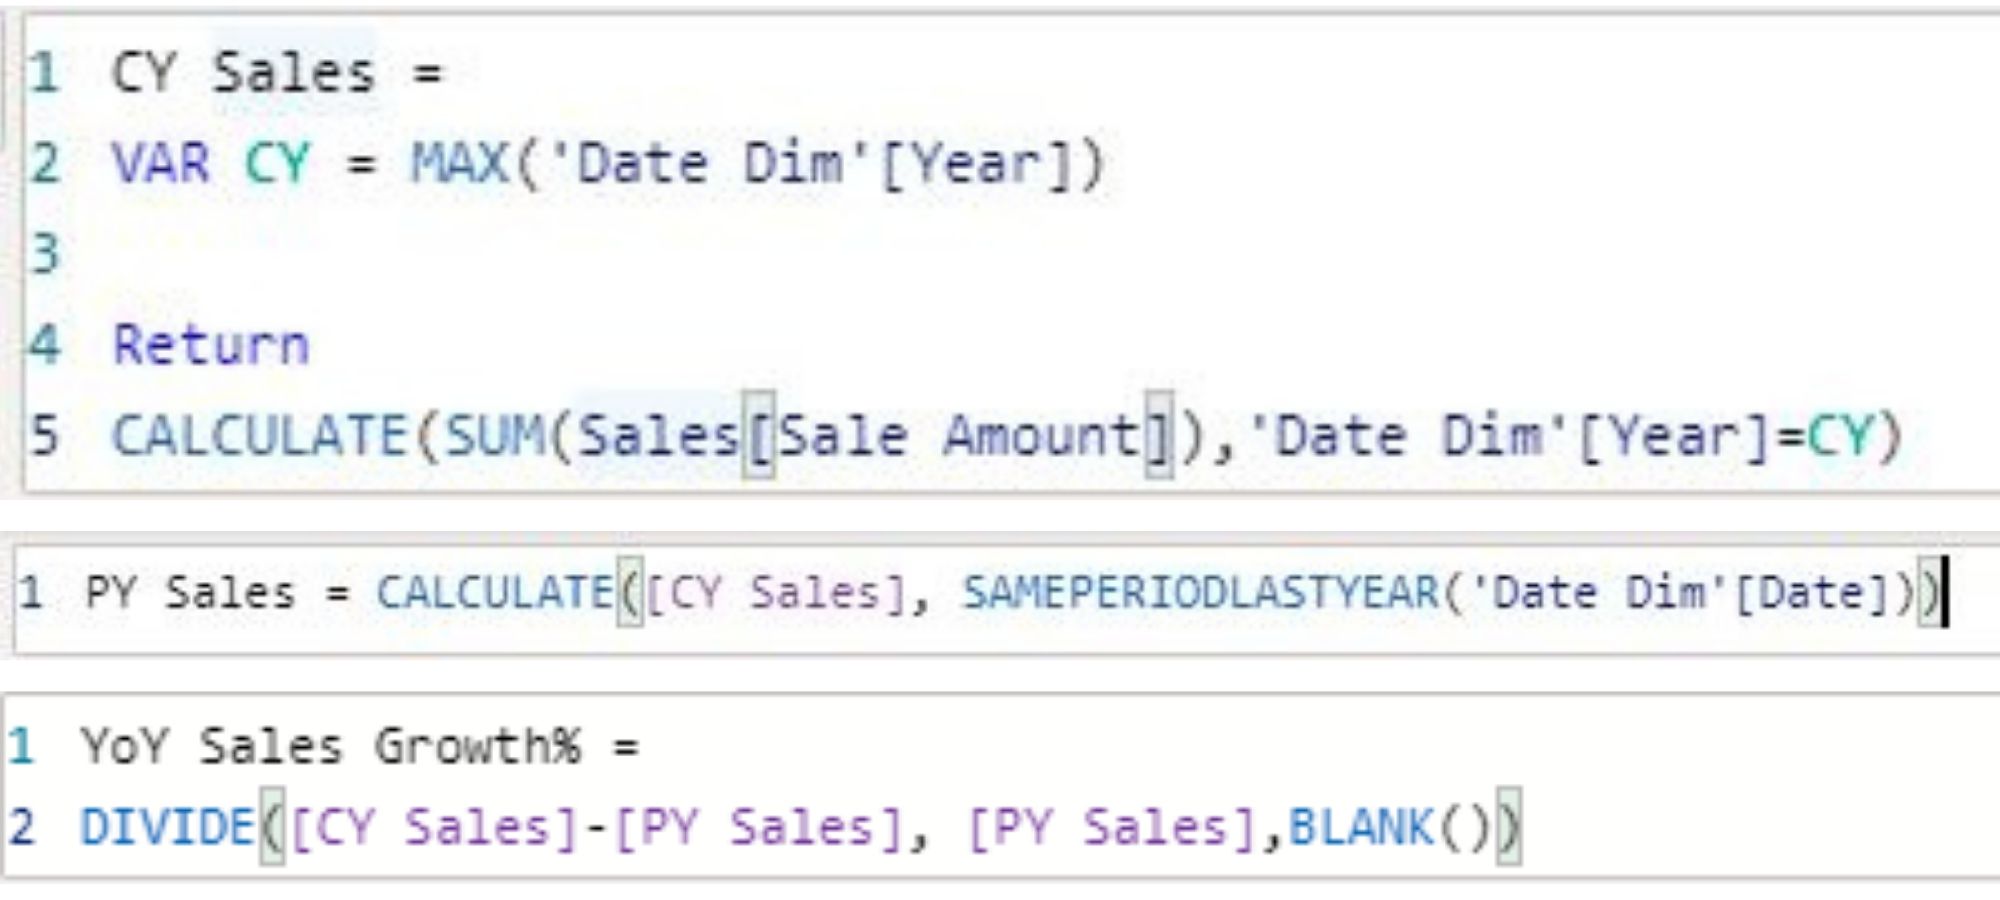 1 CY Sales =
2 VAR CY = MAX('Date Dim'[Year])
3
4 Return
5 CALCULATE(SUM(Sales[Sale Amount]),'Date Dim'[Year]=CY)
1 PY Sales = CALCULATE([CY Sales], SAMEPERIODLASTYEAR('Date Dim'[Date]))
1 YoY Sales Growth% =
2 DIVIDE([CY Sales]-[PY Sales], [PY Sales],BLANK())